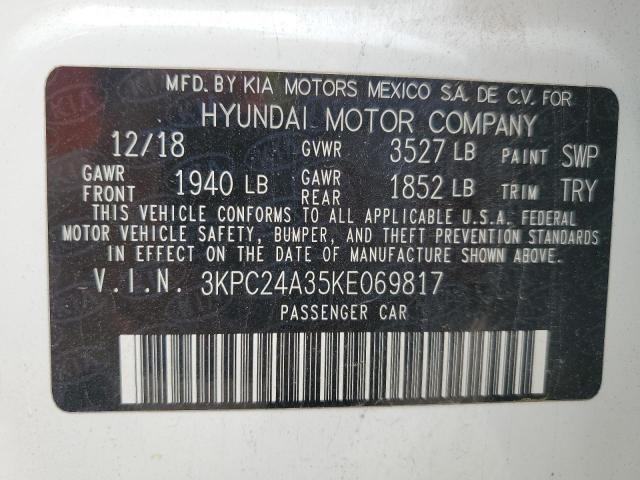 MFD. BY KIA MOTORS MEXICO S.A. DE C.V. FOR
HYUNDAI MOTOR COMPANY
12/18 GVWR 3527 LB PAINT SWP
GAWR FRONT 1940 LB GAWR REAR 1852 LB TRIM TRY
THIS VEHICLE CONFORMS TO ALL APPLICABLE U.S.A. FEDERAL
MOTOR VEHICLE SAFETY, BUMPER, AND THEFT PREVENTION STANDARDS
IN EFFECT ON THE DATE OF MANUFACTURE SHOWN ABOVE.
V.I.N. 3KPC24A35KE069817
PASSENGER CAR